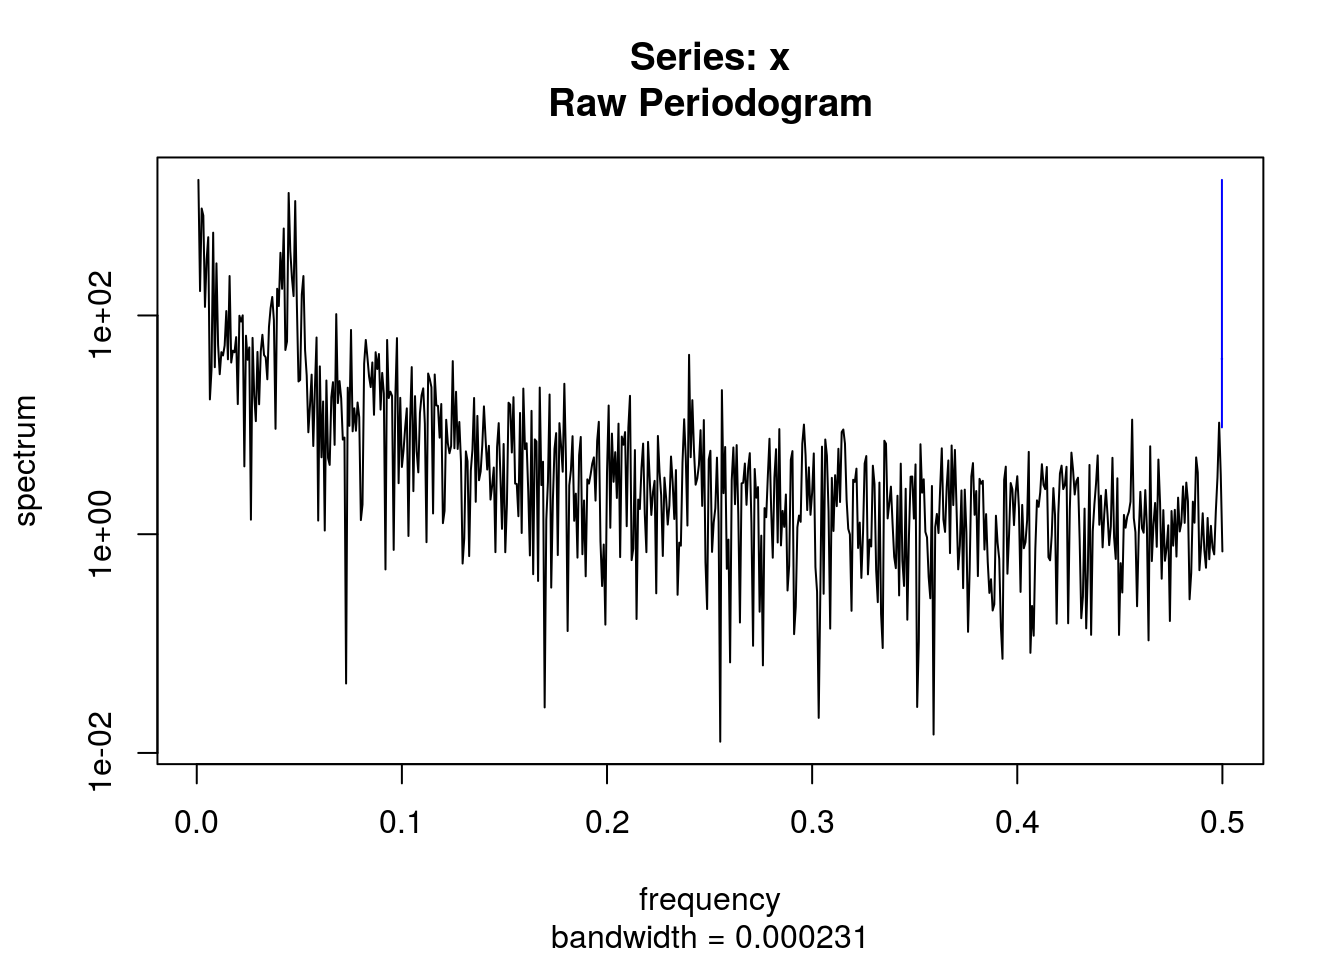 Series: x
Raw Periodogram
1e+02
1e+00
1e-02
spectrum
0.0 0.1 0.2 0.3 0.4 0.5
frequency
bandwidth = 0.000231